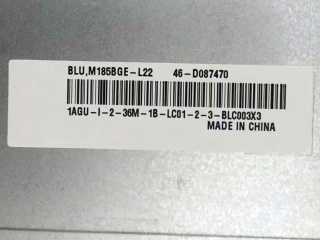 BLU,M185BGE-L22 46-D087470
1AGU-I-2-36M-1B-LC01-2-3-BLC003X3
MADE IN CHINA